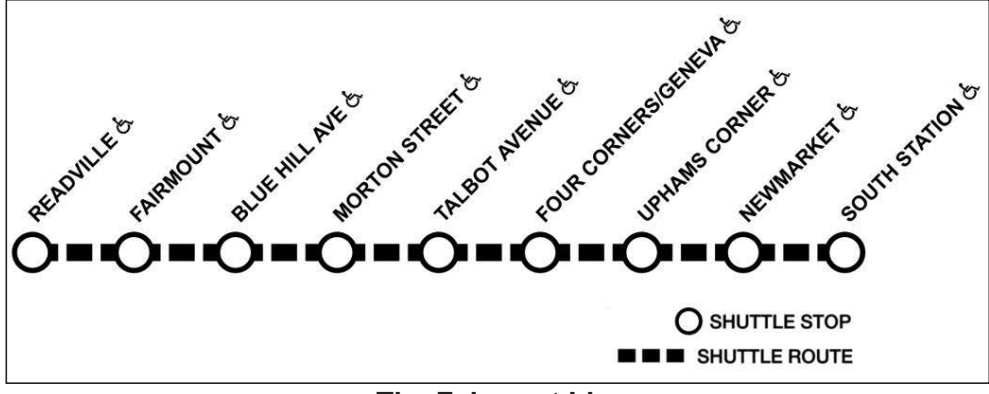 READVILLE
FAIRMOUNT
BLUE HILL AVE
MORTON STREET
TALBOT AVENUE
FOUR CORNERS/GENEVA
UPHAMS CORNER
NEWMARKET
SOUTH STATION
SHUTTLE STOP
SHUTTLE ROUTE